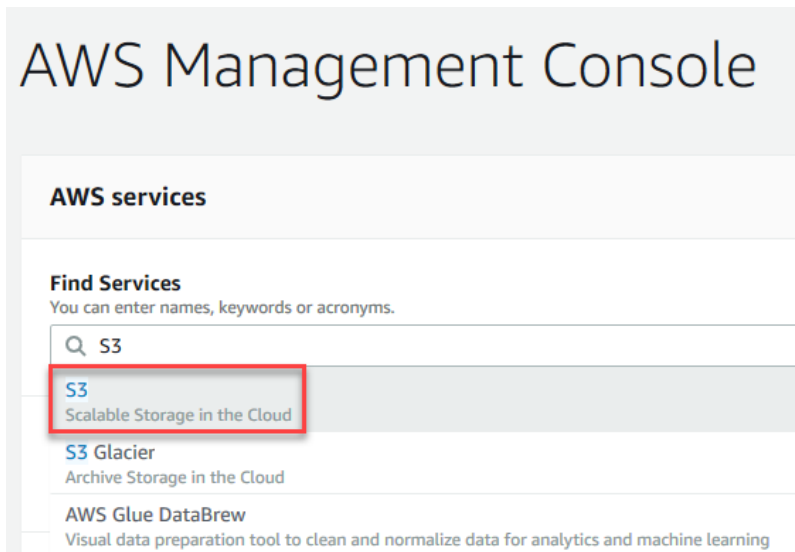 AWS Management Console
AWS services
Find Services
You can enter names, keywords or acronyms.
S3
S3
Scalable Storage in the Cloud
S3 Glacier
Archive Storage in the Cloud
AWS Glue DataBrew
Visual data preparation tool to clean and normalize data for analytics and machine learning